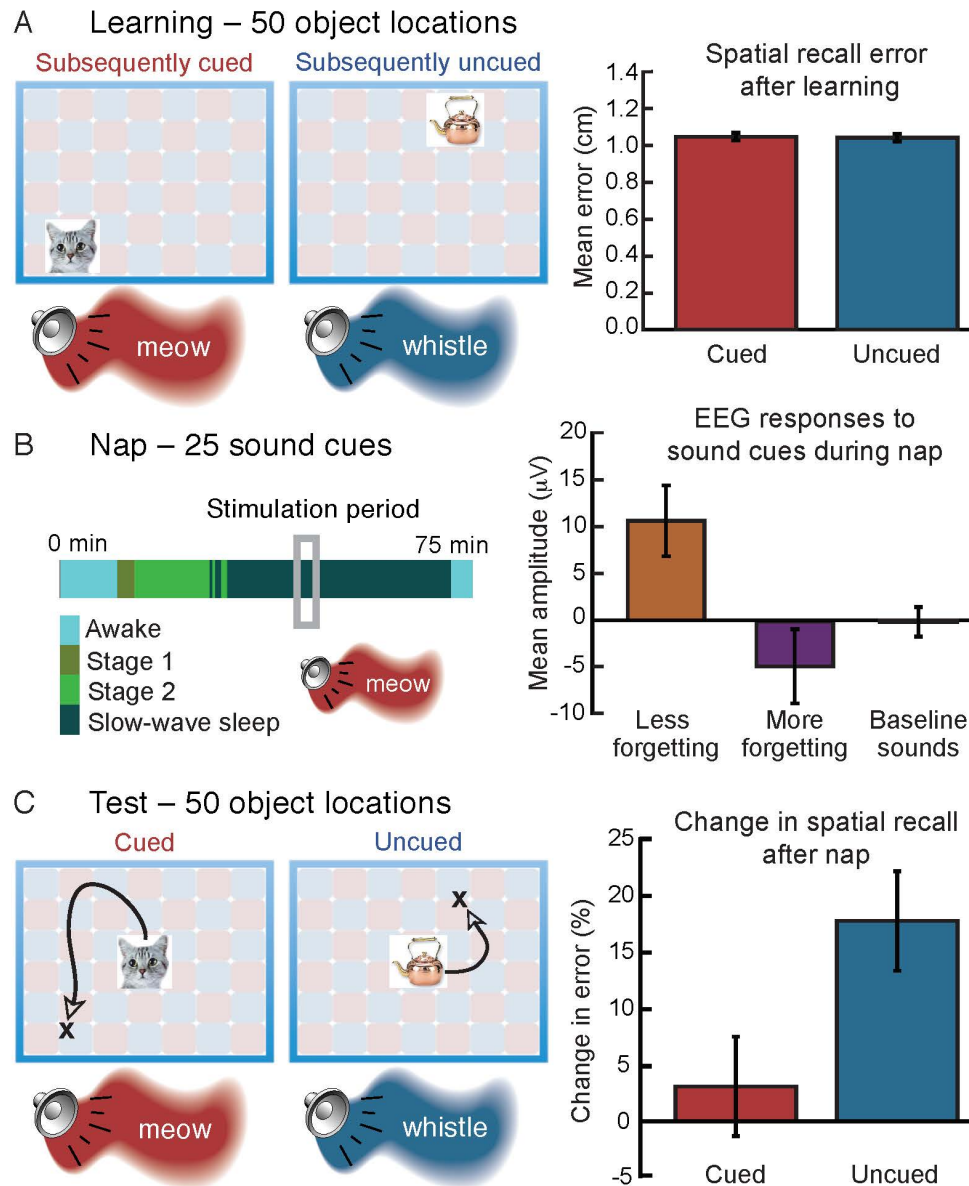 A Learning – 50 object locations
Subsequently cued
Subsequently uncued
meow
whistle
Spatial recall error
after learning
Mean error (cm)
1.4
1.2
1.0
0.8
0.6
0.4
0.2
0.0
Cued
Uncued
B Nap – 25 sound cues
Stimulation period
0 min
75 min
Awake
Stage 1
Stage 2
Slow-wave sleep
meow
EEG responses to
sound cues during nap
Mean amplitude (µV)
20
15
10
5
0
-5
-10
Less
forgetting
More
forgetting
Baseline
sounds
C Test – 50 object locations
Cued
Uncued
x
x
meow
whistle
Change in spatial recall
after nap
Change in error (%)
25
20
15
10
5
0
-5
Cued
Uncued